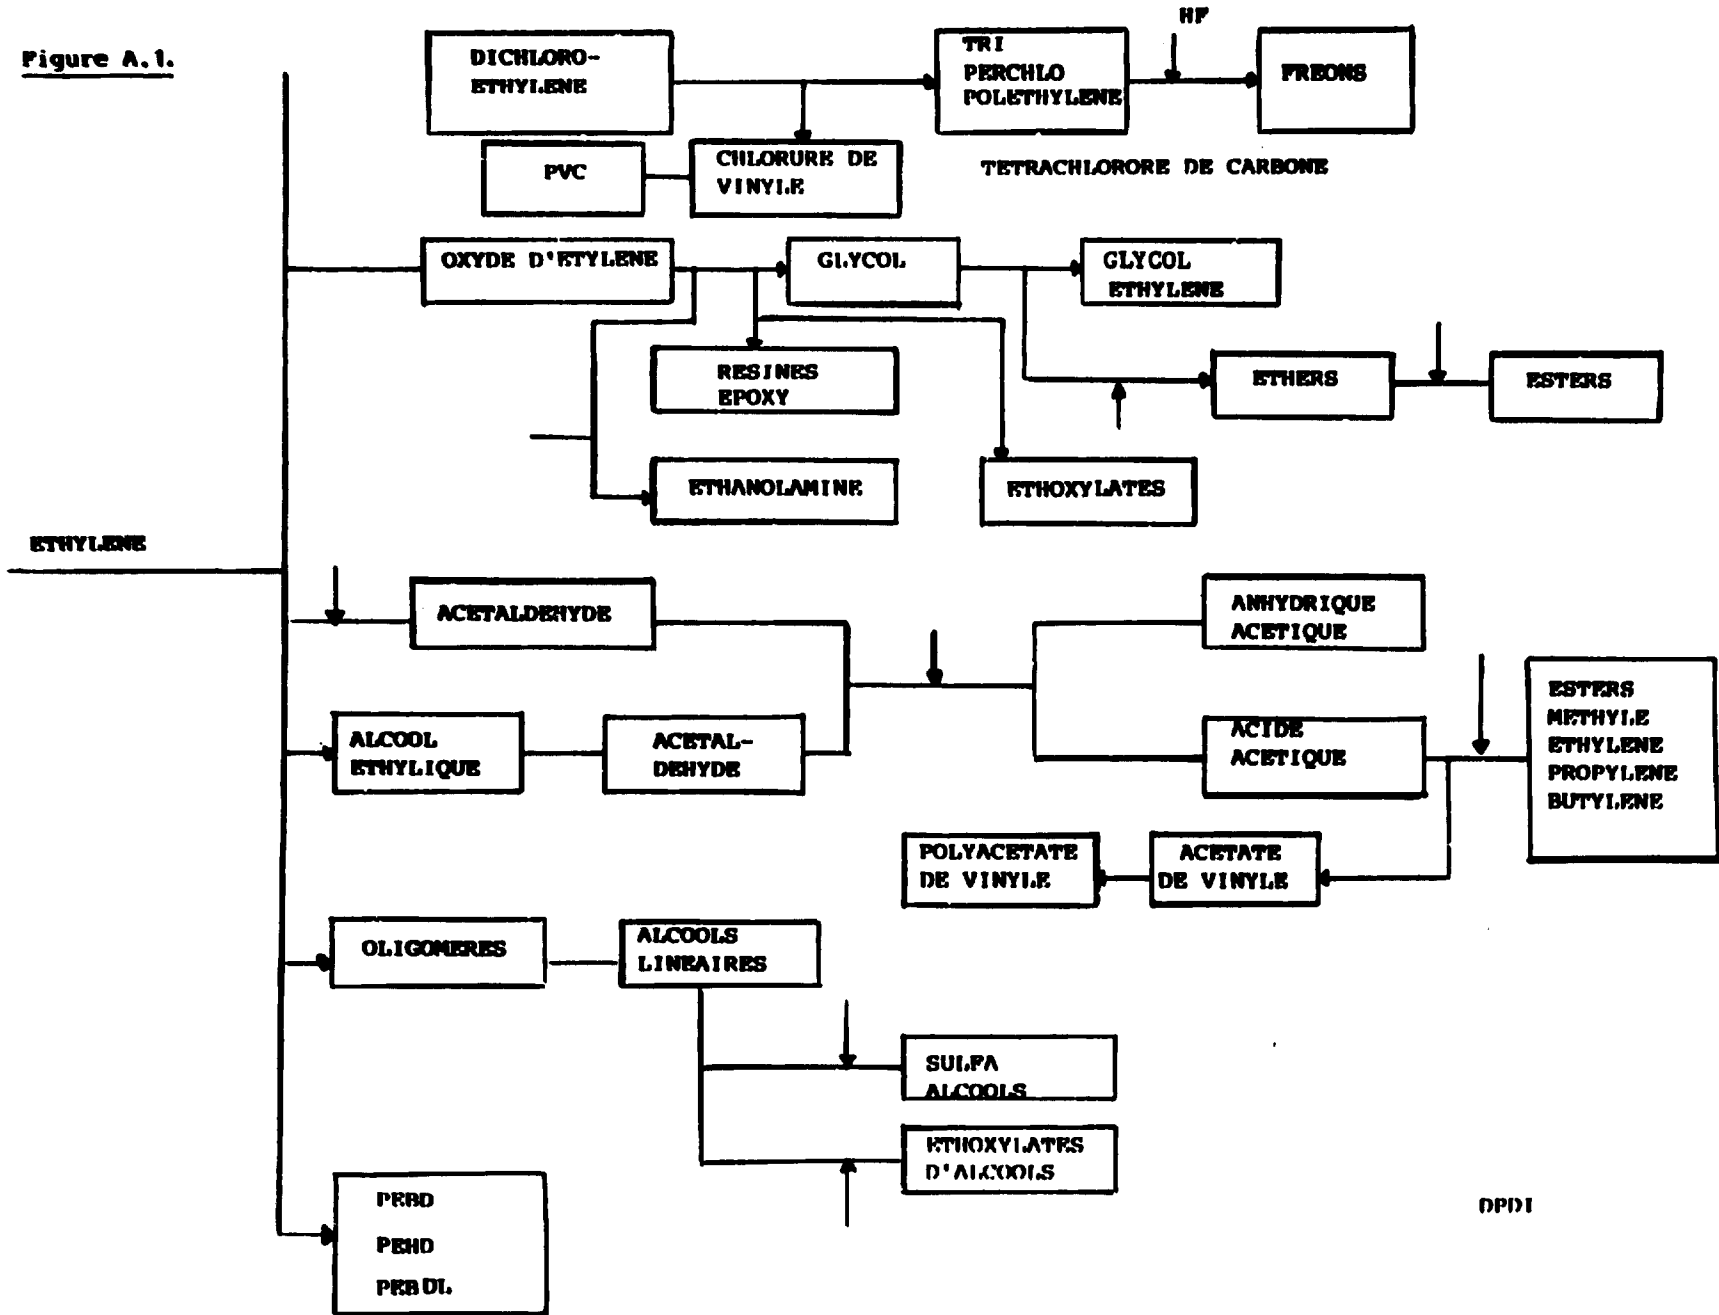 Figure A.1.
HF
DICHLORO-
ETHYLENE
TRI
PERCHLO
POLETHYLENE
FREONS
PVC
CHLORURE DE
VINYLE
TETRACHLORORE DE CARBONE
OXYDE D'ETYLENE
GLYCOL
GLYCOL
ETHYLENE
RESINES
EPOXY
ETHERS
ESTERS
ETHANOLAMINE
ETHOXYLATES
ETHYLENE
ACETALDEHYDE
ANHYDRIQUE
ACETIQUE
ALCOOL
ETHYLIQUE
ACETAL-
DEHYDE
ACIDE
ACETIQUE
ESTERS
METHYLE
ETHYLENE
PROPYLENE
BUTYLENE
POLYACETATE
DE VINYLE
ACETATE
DE VINYLE
OLIGOMERES
ALCOOLS
LINEAIRES
SULFA
ALCOOLS
ETHOXYLATES
D'ALCOOLS
PEBD
PEHD
PEBDL
DPDI